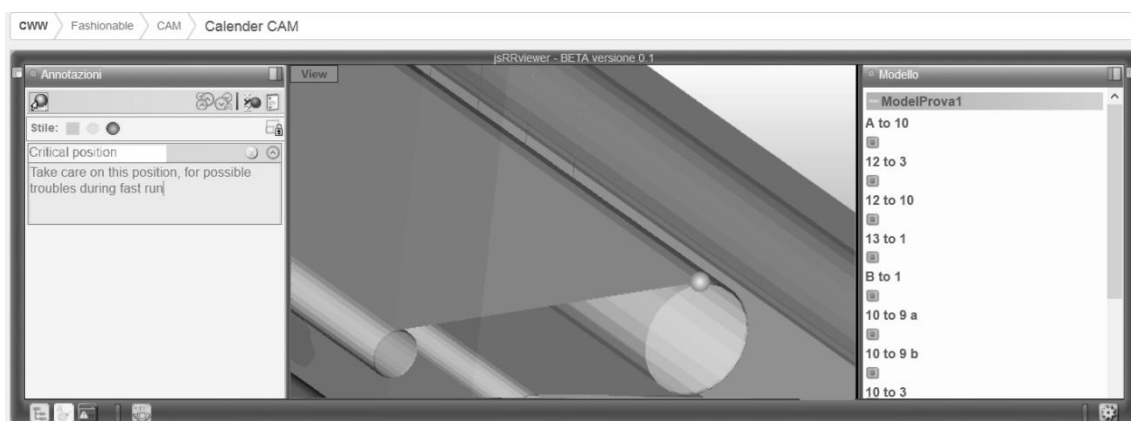 CWW Fashionable CAM Calender CAM
jsRRviewer - BETA versione 0.1
Annotazioni
Stile:
Critical position
Take care on this position, for possible
troubles during fast run
View
Modello
ModelProva1
A to 10
12 to 3
12 to 10
13 to 1
B to 1
10 to 9 a
10 to 9 b
10 to 3